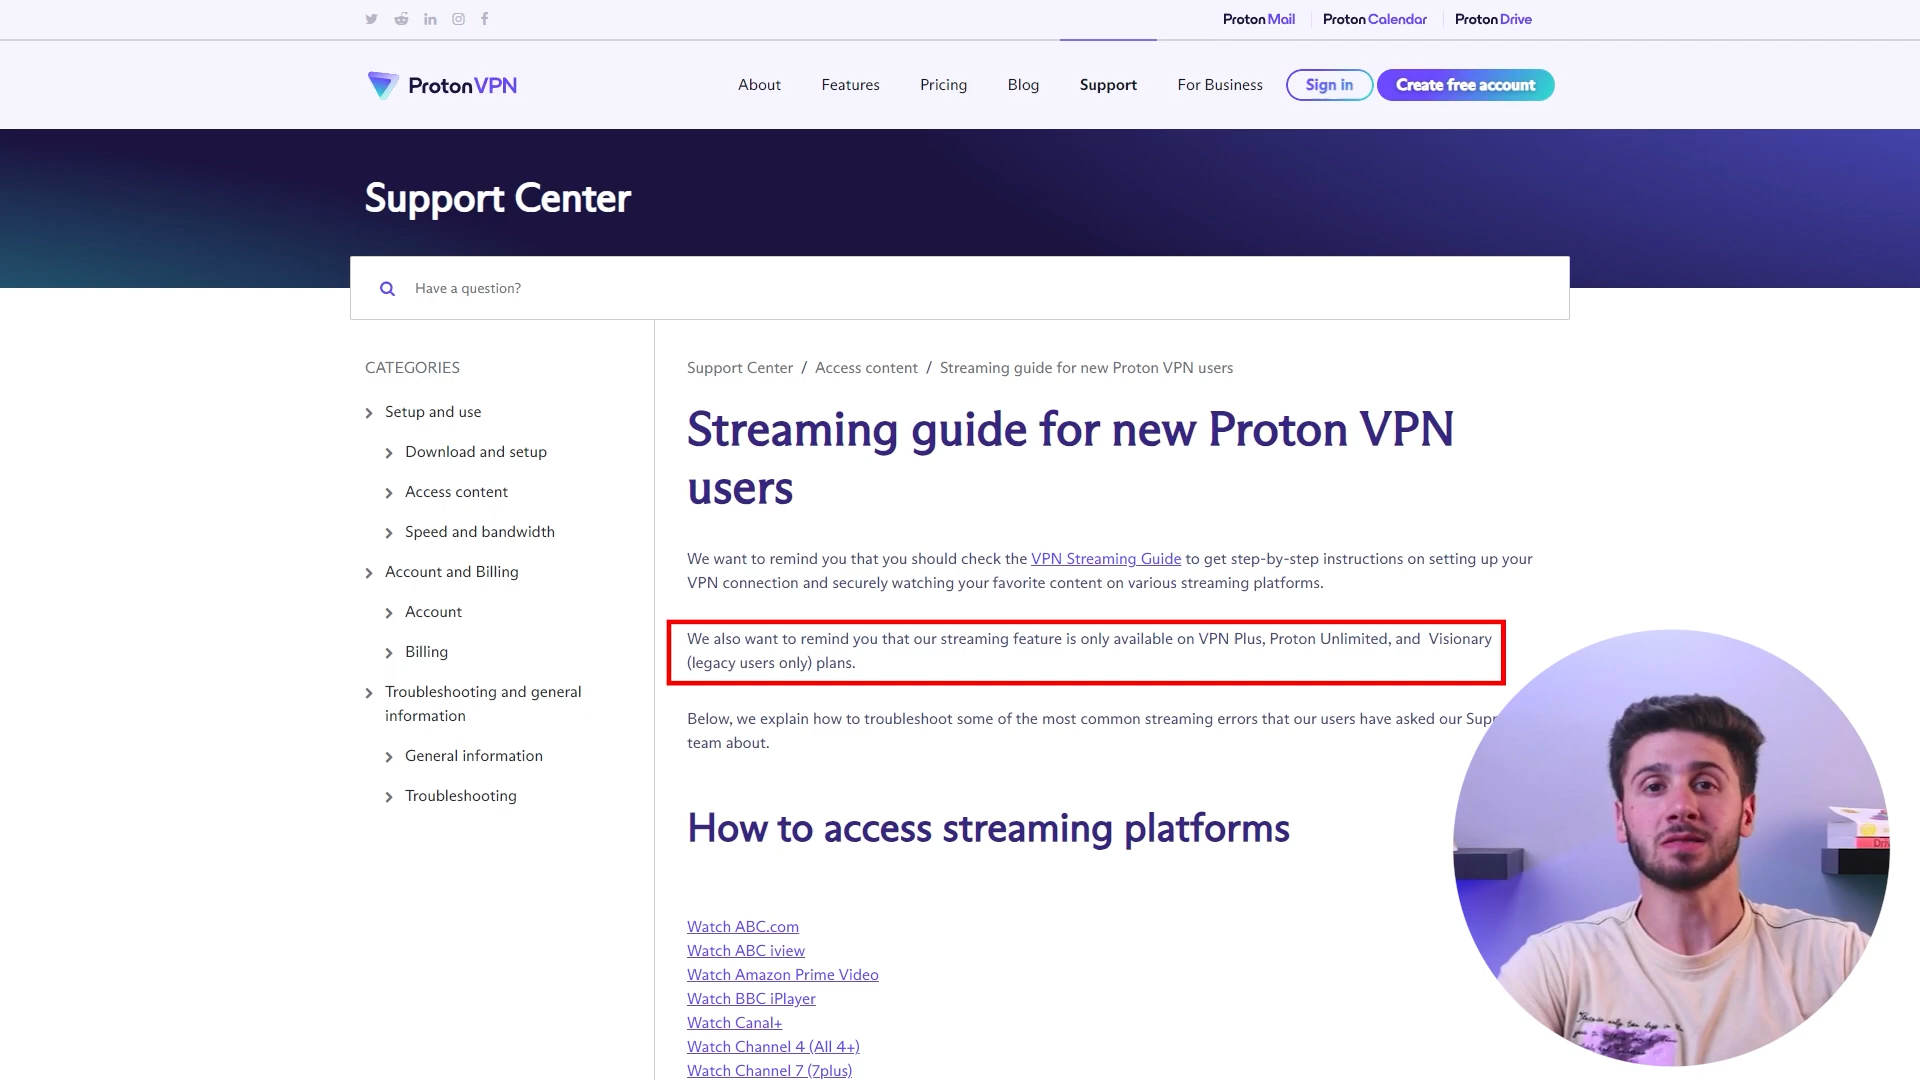 Proton Mail
Proton Calendar
Proton Drive
ProtonVPN
About
Features
Pricing
Blog
Support
For Business
Sign in
Create free account
Support Center
Have a question?
CATEGORIES
Setup and use
Download and setup
Access content
Speed and bandwidth
Account and Billing
Account
Billing
Troubleshooting and general
information
General information
Troubleshooting
Support Center / Access content / Streaming guide for new Proton VPN users
Streaming guide for new Proton VPN
users
We want to remind you that you should check the VPN Streaming Guide to get step-by-step instructions on setting up your
VPN connection and securely watching your favorite content on various streaming platforms.
We also want to remind you that our streaming feature is only available on VPN Plus, Proton Unlimited, and Visionary
(legacy users only) plans.
Below, we explain how to troubleshoot some of the most common streaming errors that our users have asked our Supp
team about.
How to access streaming platforms
Watch ABC.com
Watch ABC iview
Watch Amazon Prime Video
Watch BBC iPlayer
Watch Canal+
Watch Channel 4 (All 4+)
Watch Channel 7 (7plus)